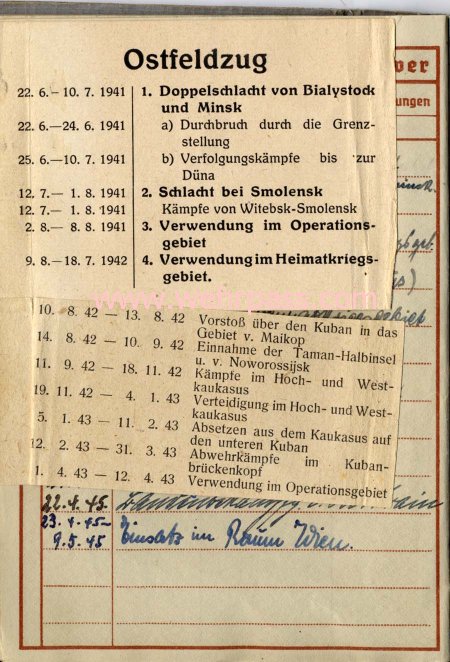 Ostfeldzug
22. 6.– 10. 7. 1941 1. Doppelschlacht von Bialystock
und Minsk
22. 6.—24. 6. 1941 a) Durchbruch durch die Grenz-
stellung
25. 6.—10. 7. 1941 b) Verfolgungskämpfe bis zur
Düna
12. 7.— 1. 8. 1941 2. Schlacht bei Smolensk
12. 7.— 1. 8. 1941 Kämpfe von Witebsk-Smolensk
2. 8.— 8. 8. 1941 3. Verwendung im Operations-
gebiet
9. 8.—18. 7. 1942 4. Verwendung im Heimatkriegs-
gebiet.
ver
ungen
10. 8. 42 — 13. 8. 42 Vorstoß über den Kuban in das
Gebiet v. Maikop
14. 8. 42 — 10. 9. 42 Einnahme der Taman-Halbinsel
u. v. Noworossijsk
11. 9. 42 — 18. 11. 42 Kämpfe im Hoch- und West-
kaukasus
19. 11. 42 — 4. 1. 43 Verteidigung im Hoch- und West-
kaukasus
5. 1. 43 — 11. 2. 43 Absetzen aus dem Kaukasus auf
den unteren Kuban
12. 2. 43 — 31. 3. 43 Abwehrkämpfe im Kuban-
brückenkopf
1. 4. 43 — 12. 4. 43 Verwendung im Operationsgebiet
22.4.45.
23.4.45–
9.5.45 Einsatz im Raum Wien.